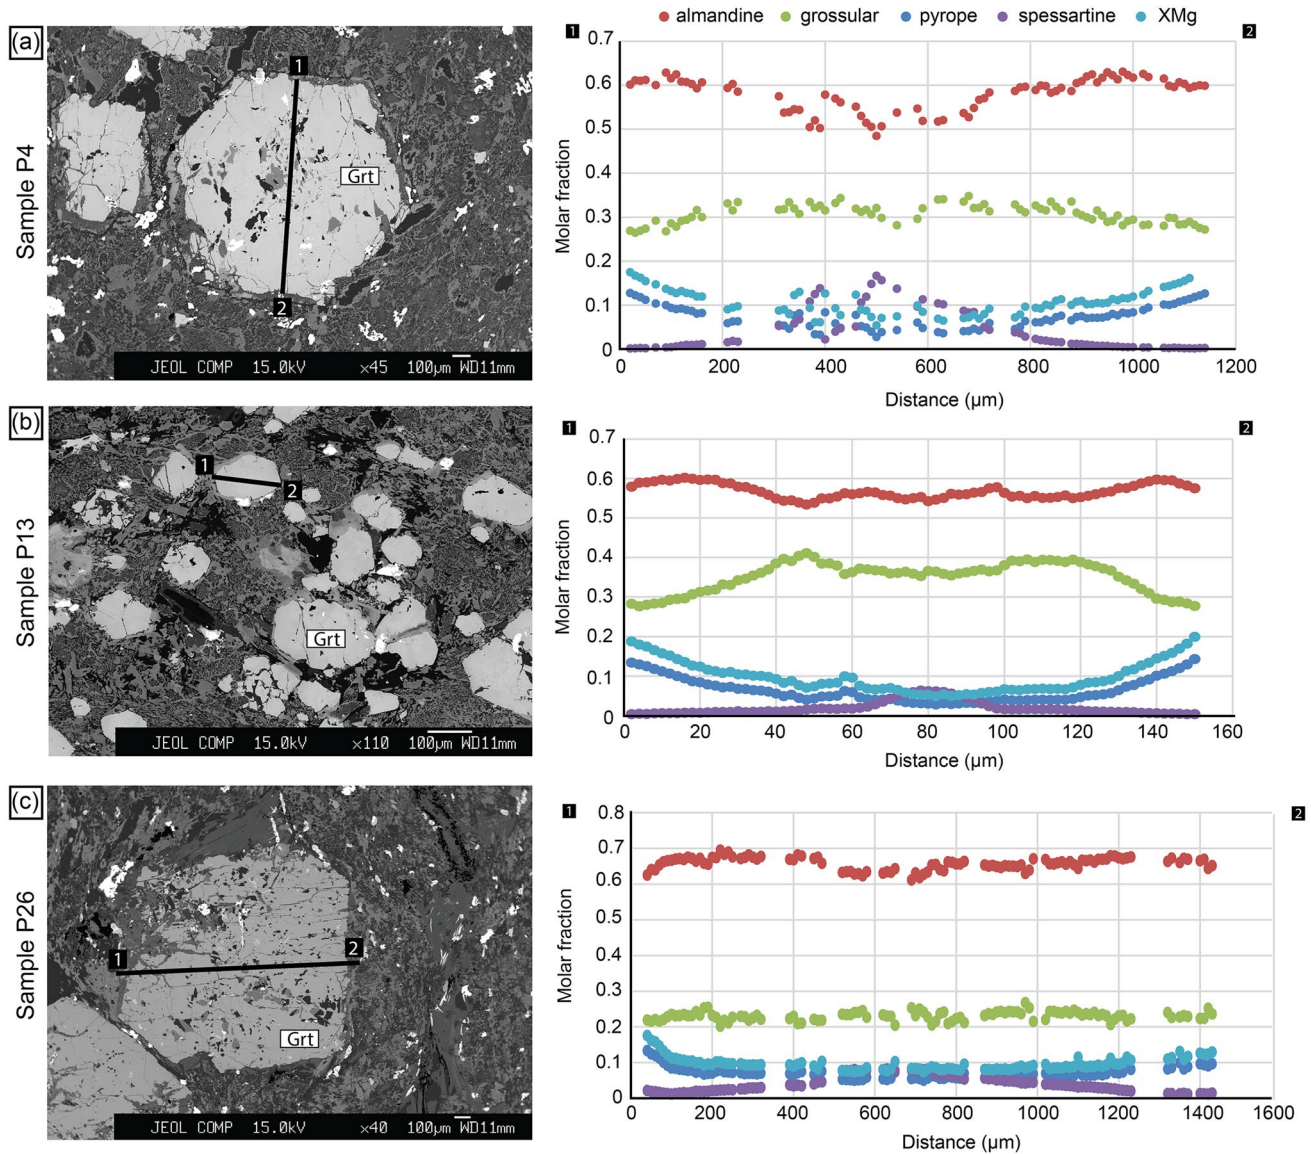 almandine grossular pyrope spessartine XMg
(a)
Sample P4
1
2
Grt
JEOL COMP 15.0kV ×45 100μm WD11mm
1 2
0.7
0.6
0.5
0.4
0.3
0.2
0.1
0
Molar fraction
0 200 400 600 800 1000 1200
Distance (μm)
(b)
Sample P13
1
2
Grt
JEOL COMP 15.0kV ×110 100μm WD11mm
1 2
0.7
0.6
0.5
0.4
0.3
0.2
0.1
0
Molar fraction
0 20 40 60 80 100 120 140 160
Distance (μm)
(c)
Sample P26
1
2
Grt
JEOL COMP 15.0kV ×40 100μm WD11mm
1 2
0.8
0.7
0.6
0.5
0.4
0.3
0.2
0.1
0
Molar fraction
0 200 400 600 800 1000 1200 1400 1600
Distance (μm)